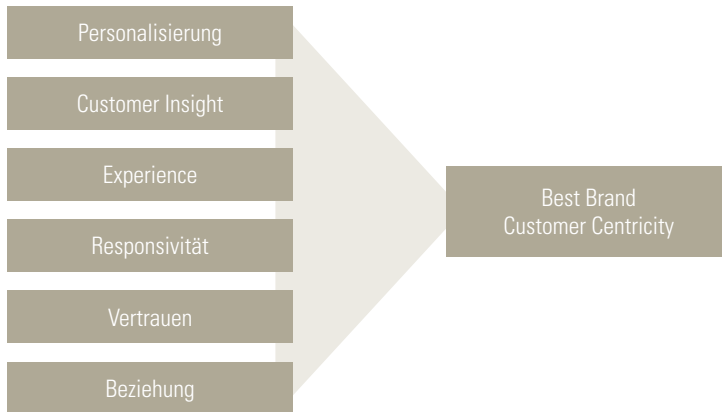 Personalisierung
Customer Insight
Experience
Responsivität
Vertrauen
Beziehung
Best Brand
Customer Centricity